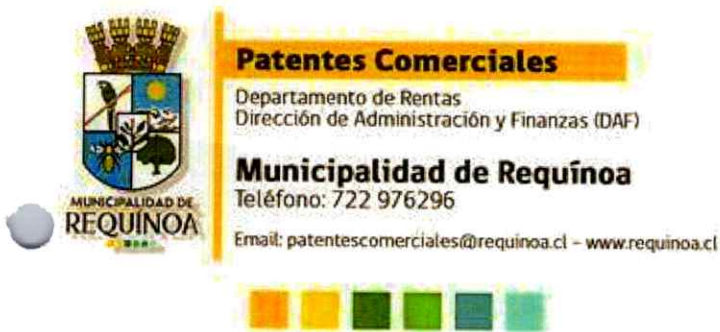 Patentes Comerciales
Departamento de Rentas
Dirección de Administración y Finanzas (DAF)
Municipalidad de Requínoa
Teléfono: 722 976296
Email: patentescomerciales@requinoa.cl - www.requinoa.cl
MUNICIPALIDAD DE
REQUINOA